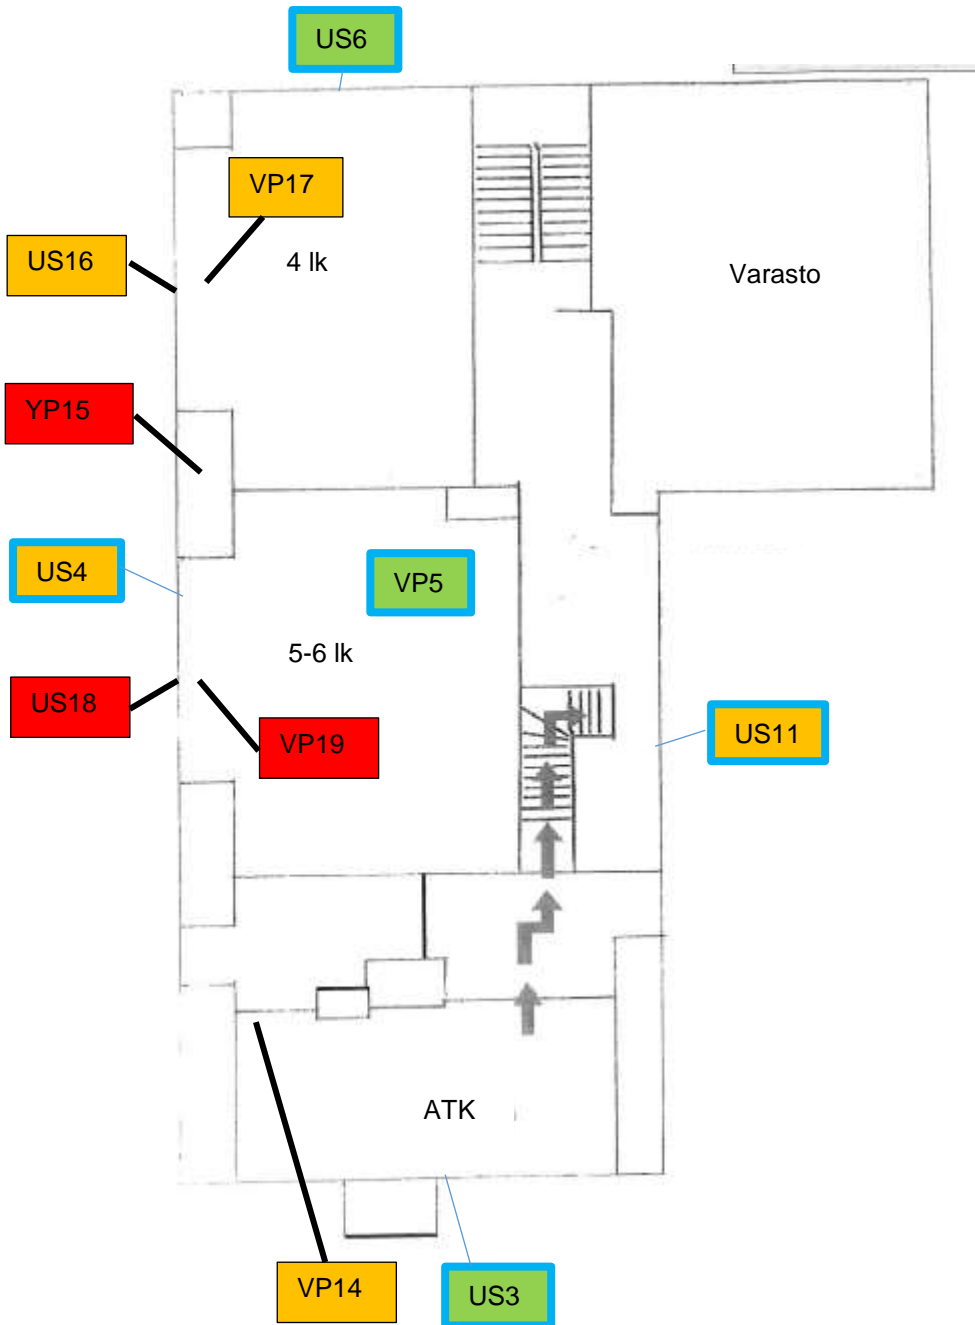 US6
VP17
US16
4 lk
Varasto
YP15
US4
VP5
5-6 lk
US18
VP19
US11
ATK
VP14
US3